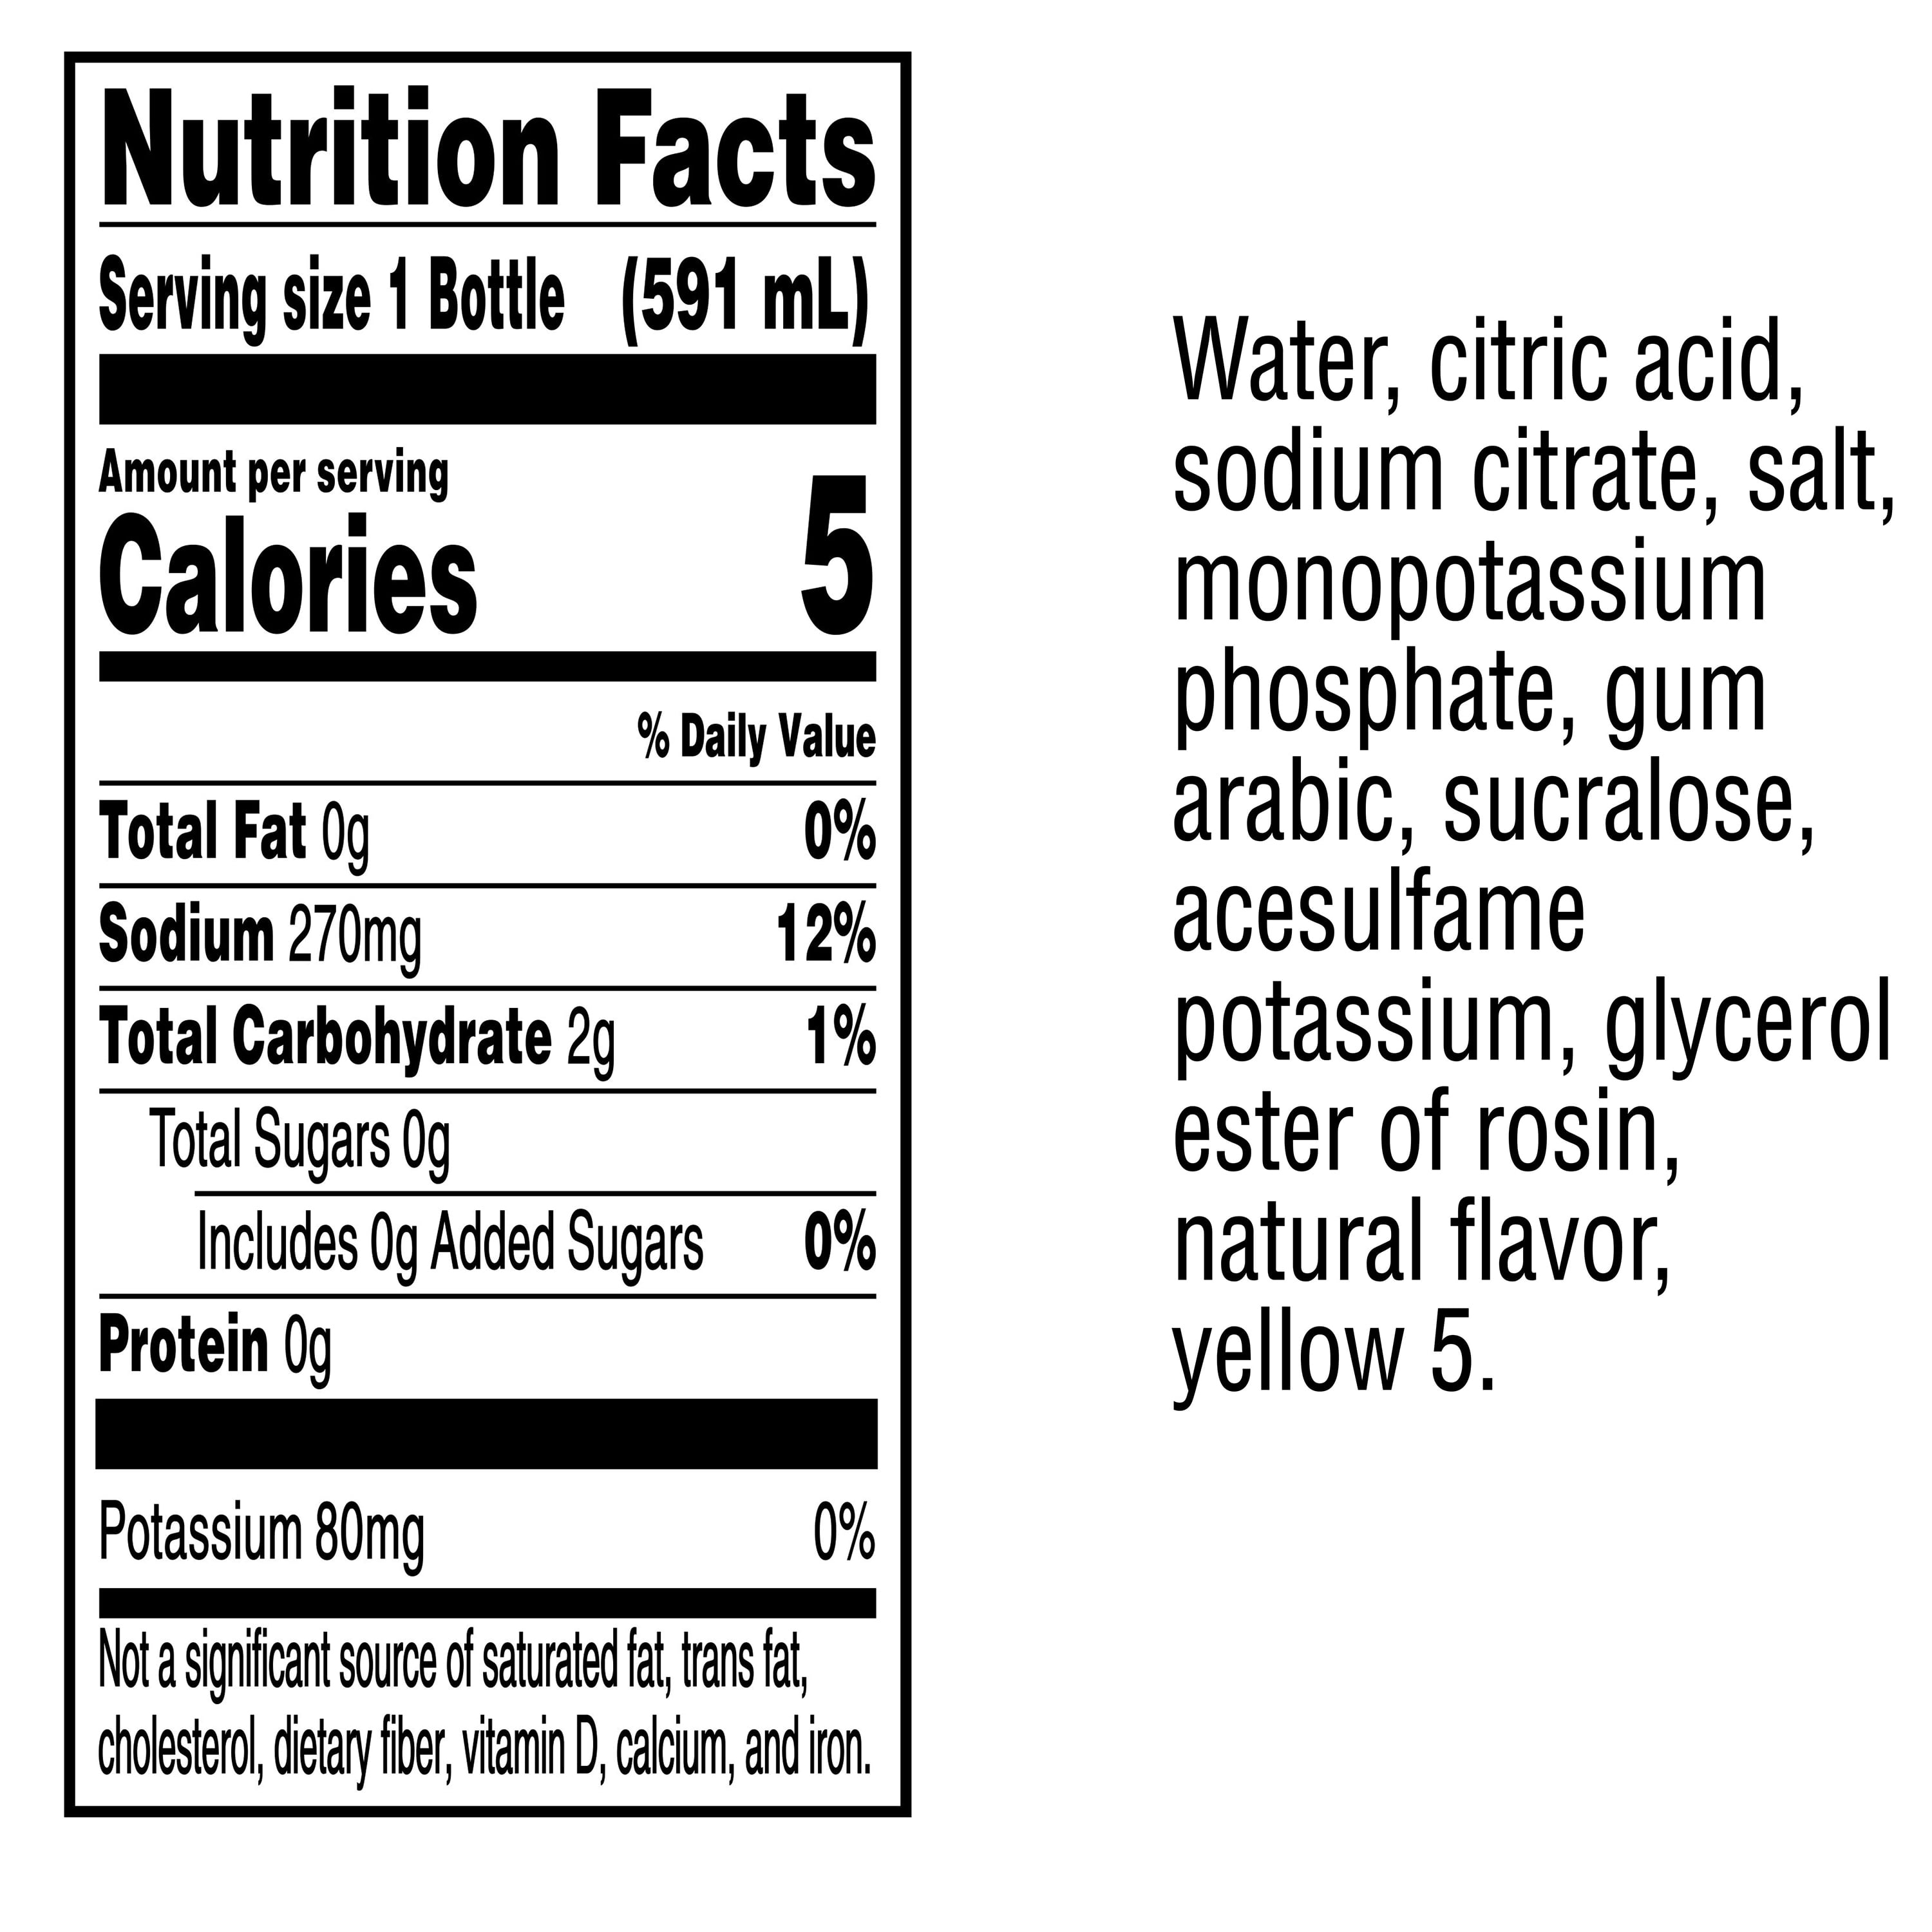 Nutrition Facts
Serving size 1 Bottle (591 mL)
Amount per serving
Calories 5
% Daily Value
Total Fat 0g 0%
Sodium 270mg 12%
Total Carbohydrate 2g 1%
Total Sugars 0g
Includes 0g Added Sugars 0%
Protein 0g
Potassium 80mg 0%
Not a significant source of saturated fat, trans fat,
cholesterol, dietary fiber, vitamin D, calcium, and iron.
Water, citric acid,
sodium citrate, salt,
monopotassium
phosphate, gum
arabic, sucralose,
acesulfame
potassium, glycerol
ester of rosin,
natural flavor,
yellow 5.